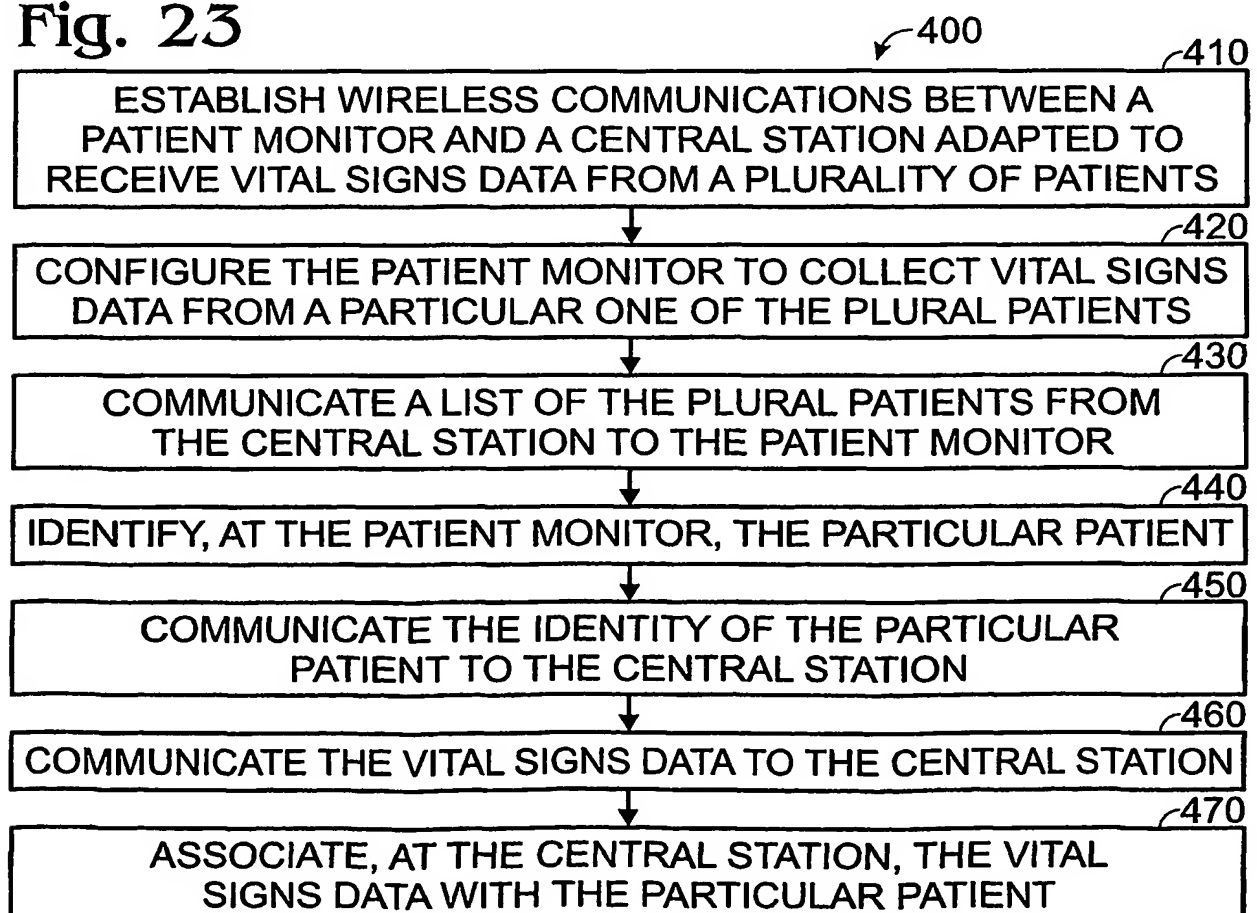 Fig. 23
400
410
ESTABLISH WIRELESS COMMUNICATIONS BETWEEN A
PATIENT MONITOR AND A CENTRAL STATION ADAPTED TO
RECEIVE VITAL SIGNS DATA FROM A PLURALITY OF PATIENTS
420
CONFIGURE THE PATIENT MONITOR TO COLLECT VITAL SIGNS
DATA FROM A PARTICULAR ONE OF THE PLURAL PATIENTS
430
COMMUNICATE A LIST OF THE PLURAL PATIENTS FROM
THE CENTRAL STATION TO THE PATIENT MONITOR
440
IDENTIFY, AT THE PATIENT MONITOR, THE PARTICULAR PATIENT
450
COMMUNICATE THE IDENTITY OF THE PARTICULAR
PATIENT TO THE CENTRAL STATION
460
COMMUNICATE THE VITAL SIGNS DATA TO THE CENTRAL STATION
470
ASSOCIATE, AT THE CENTRAL STATION, THE VITAL
SIGNS DATA WITH THE PARTICULAR PATIENT